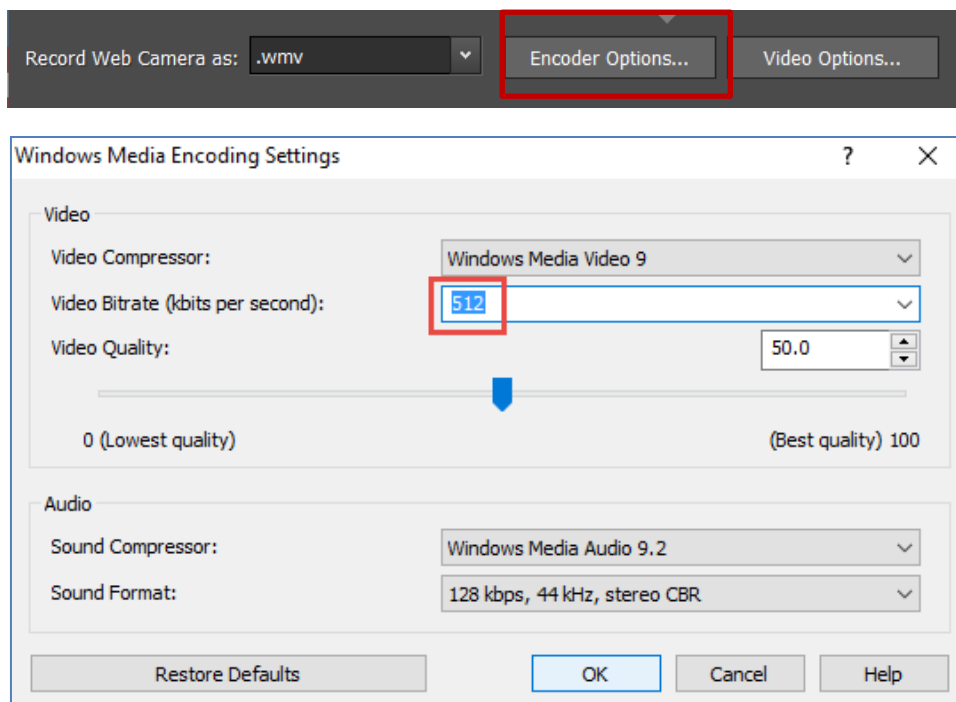 Record Web Camera as: .wmv Encoder Options... Video Options...
Windows Media Encoding Settings ?
Video
Video Compressor: Windows Media Video 9
Video Bitrate (kbits per second): 512
Video Quality: 50.0
0 (Lowest quality) (Best quality) 100
Audio
Sound Compressor: Windows Media Audio 9.2
Sound Format: 128 kbps, 44 kHz, stereo CBR
Restore Defaults OK Cancel Help